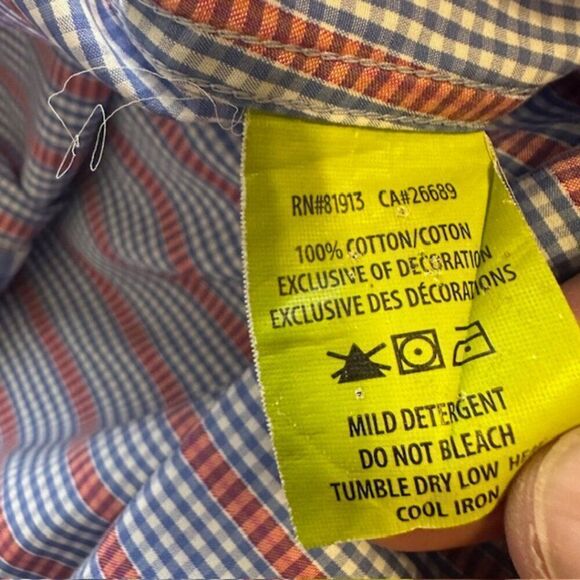 RN#81913 CA#26689
100% COTTON/COTON
EXCLUSIVE OF DECORATION
EXCLUSIVE DES DÉCORATIONS
MILD DETERGENT
DO NOT BLEACH
TUMBLE DRY LOW
COOL IRON